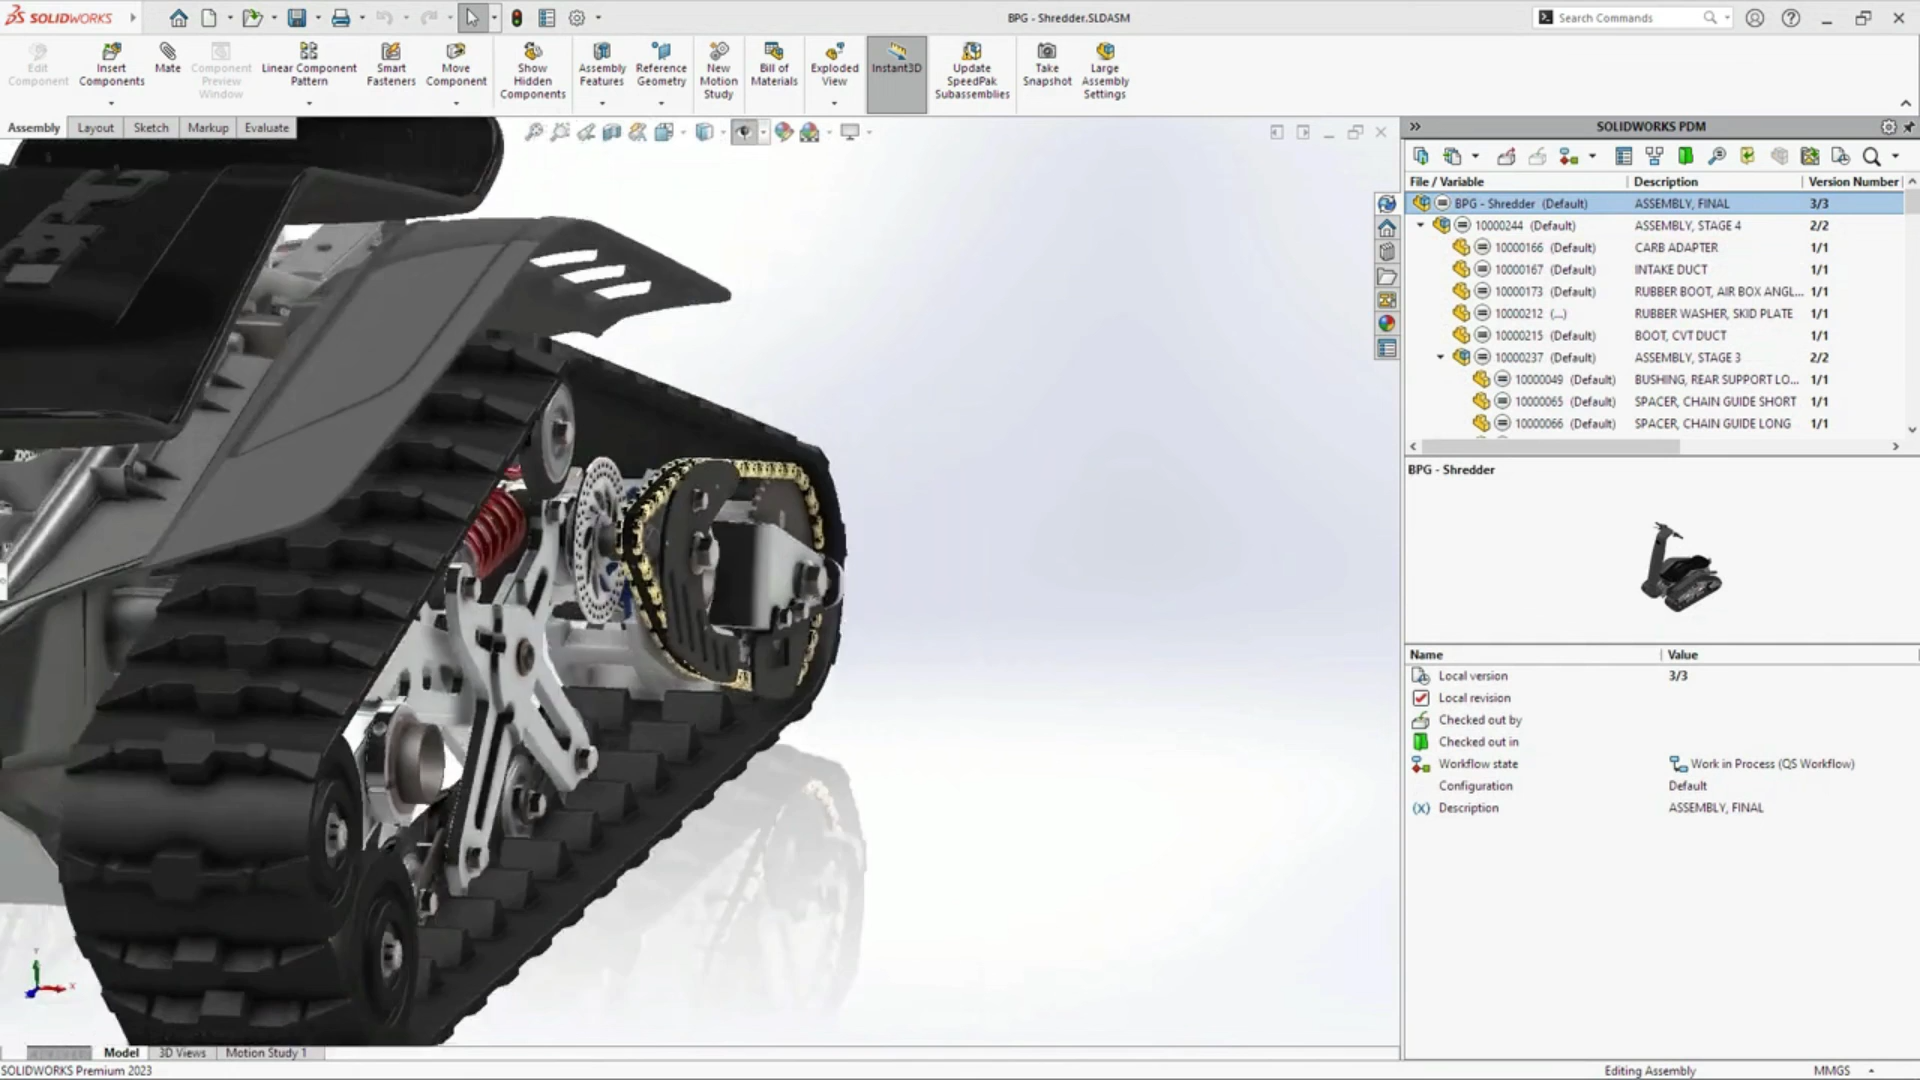 SOLIDWORKS
BPG - Shredder.SLDASM
Search Commands
Edit Component
Insert Components
Mate
Component Preview Window
Linear Component Pattern
Smart Fasteners
Move Component
Show Hidden Components
Assembly Features
Reference Geometry
New Motion Study
Bill of Materials
Exploded View
Instant3D
Update SpeedPak Subassemblies
Take Snapshot
Large Assembly Settings
Assembly Layout Sketch Markup Evaluate
SOLIDWORKS PDM
File / Variable Description Version Number
BPG - Shredder (Default) ASSEMBLY, FINAL 3/3
10000244 (Default) ASSEMBLY, STAGE 4 2/2
10000166 (Default) CARB ADAPTER 1/1
10000167 (Default) INTAKE DUCT 1/1
10000173 (Default) RUBBER BOOT, AIR BOX ANGL... 1/1
10000212 (...) RUBBER WASHER, SKID PLATE 1/1
10000215 (Default) BOOT, CVT DUCT 1/1
10000237 (Default) ASSEMBLY, STAGE 3 2/2
10000049 (Default) BUSHING, REAR SUPPORT LO... 1/1
10000065 (Default) SPACER, CHAIN GUIDE SHORT 1/1
10000066 (Default) SPACER, CHAIN GUIDE LONG 1/1
BPG - Shredder
Name Value
Local version 3/3
Local revision
Checked out by
Checked out in
Workflow state Work in Process (QS Workflow)
Configuration Default
(x) Description ASSEMBLY, FINAL
Y
X
Model 3D Views Motion Study 1
SOLIDWORKS Premium 2023
Editing Assembly MMGS